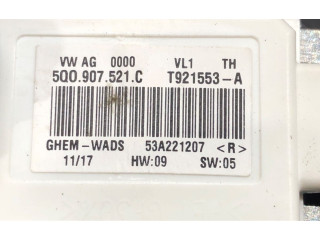 VW AG 0000 VL1 TH
5Q0.907.521.C T921553-A
GHEM-WADS 53A221207 <R>
11/17 HW:09 SW:05